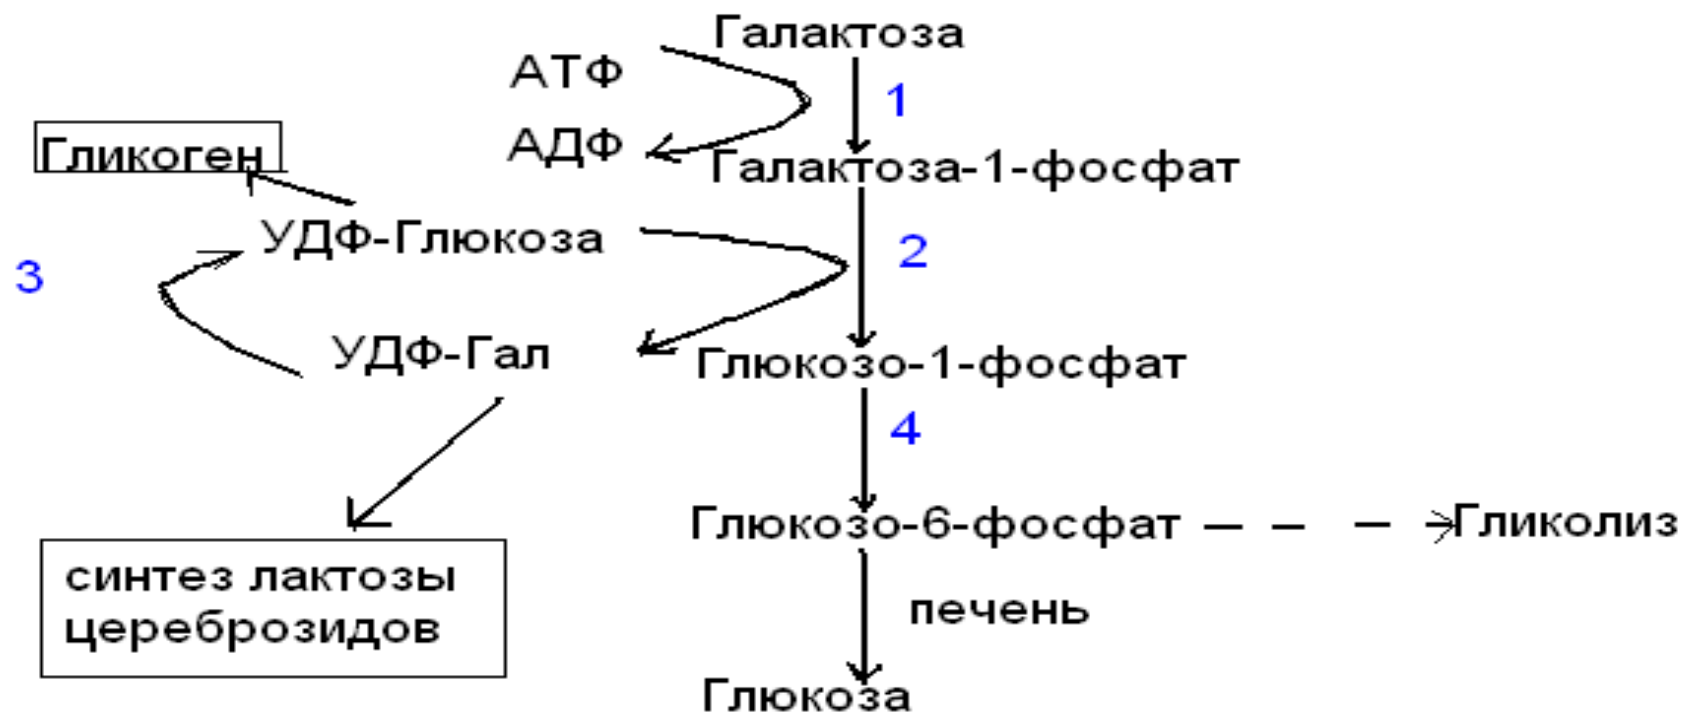 Галактоза
АТФ
1
АДФ
Гликоген
Галактоза-1-фосфат
УДФ-Глюкоза
2
3
УДФ-Гал
Глюкозо-1-фосфат
4
Глюкозо-6-фосфат
Гликолиз
синтез лактозы
цереброзидов
печень
Глюкоза